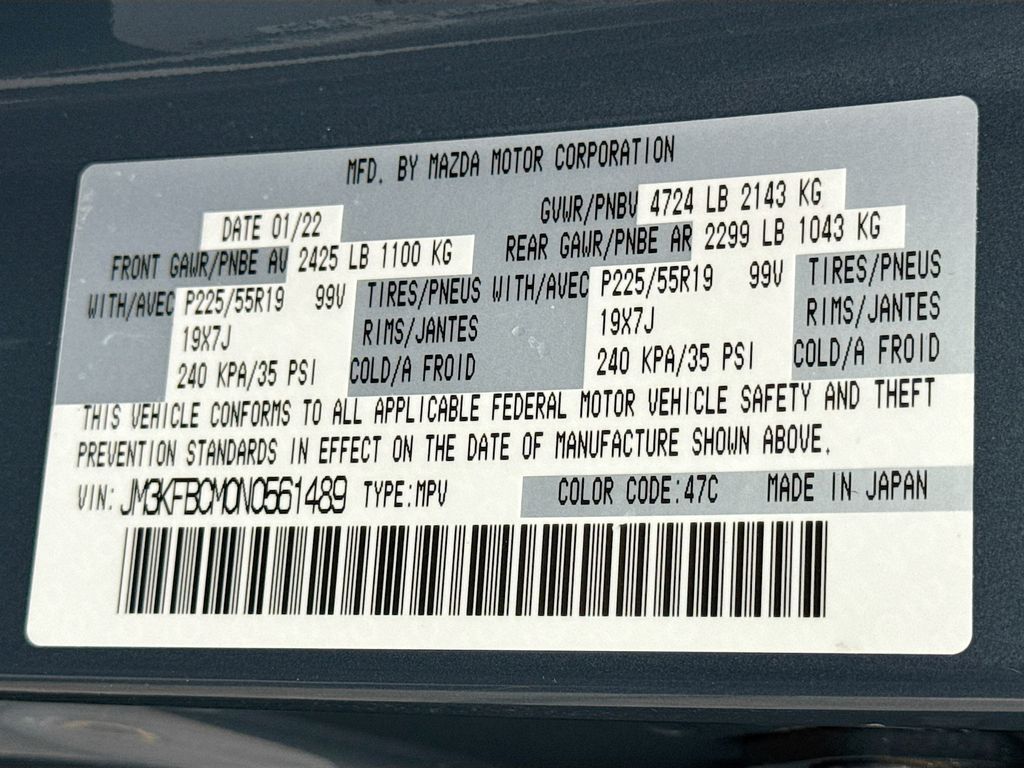 MFD. BY MAZDA MOTOR CORPORATION
DATE 01/22 GVWR/PNBV 4724 LB 2143 KG
FRONT GAWR/PNBE AV 2425 LB 1100 KG REAR GAWR/PNBE AR 2299 LB 1043 KG
WITH/AVEC P225/55R19 99V TIRES/PNEUS WITH/AVEC P225/55R19 99V TIRES/PNEUS
19X7J RIMS/JANTES 19X7J RIMS/JANTES
240 KPA/35 PSI COLD/A FROID 240 KPA/35 PSI COLD/A FROID
THIS VEHICLE CONFORMS TO ALL APPLICABLE FEDERAL MOTOR VEHICLE SAFETY AND THEFT
PREVENTION STANDARDS IN EFFECT ON THE DATE OF MANUFACTURE SHOWN ABOVE.
VIN: JM3KFBCM0N0561489 TYPE:MPV COLOR CODE:47C MADE IN JAPAN